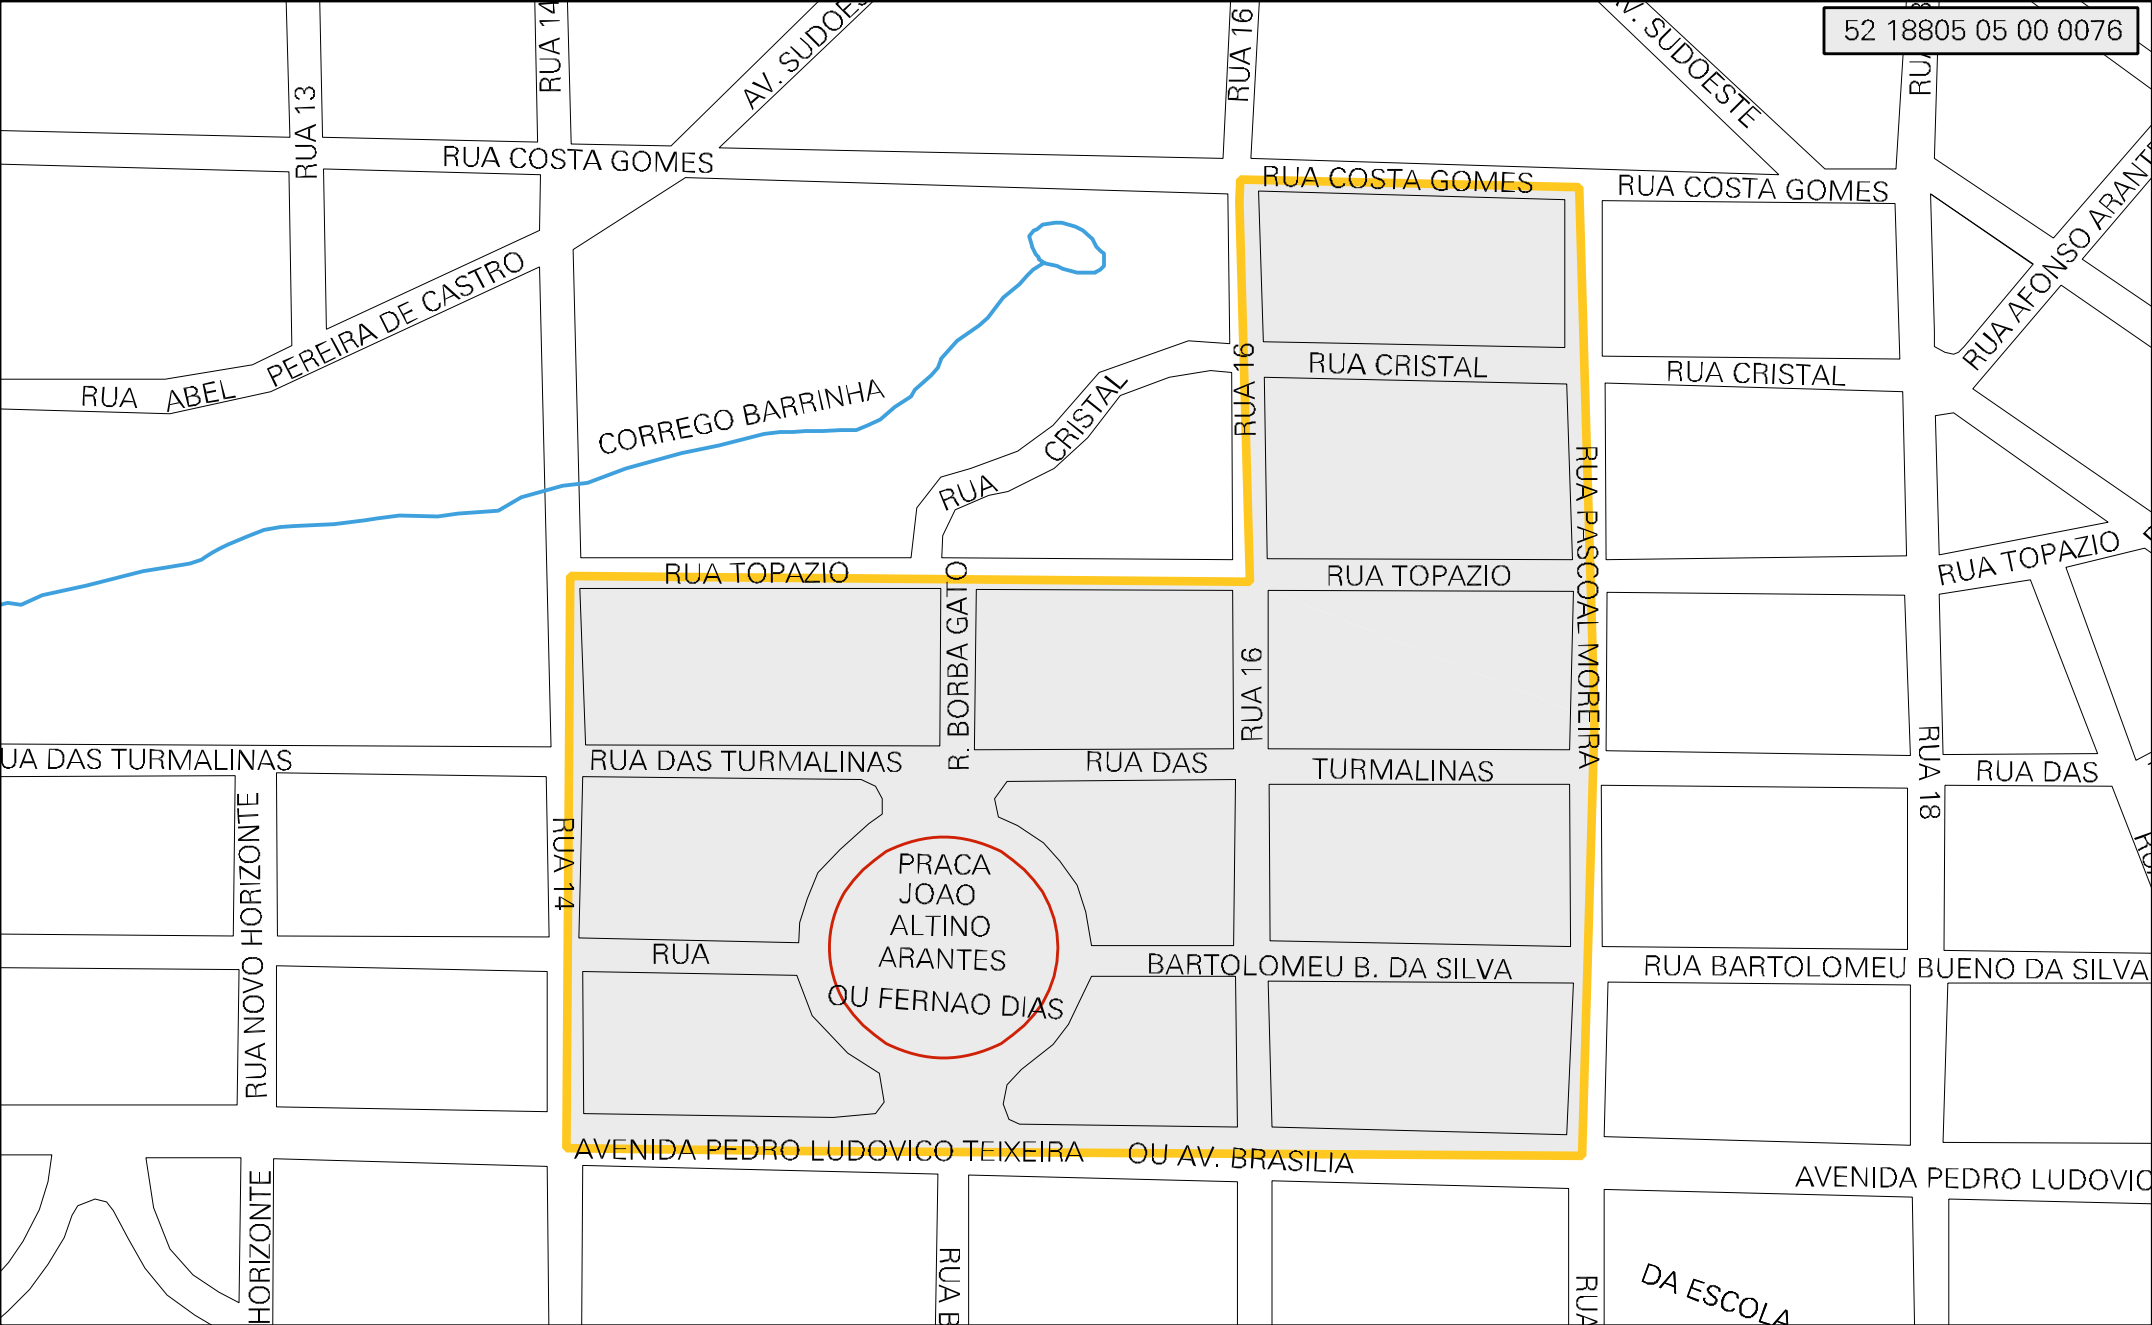 52 18805 05 00 0076
RUA 14
AV. SUDOES
RUA 16
AV. SUDOESTE
RUA 13
RUA COSTA GOMES
RUA COSTA GOMES
RUA COSTA GOMES
RUA AFONSO ARANTE
PEREIRA DE CASTRO
RUA ABEL
CORREGO BARRINHA
RUA
CRISTAL
RUA 16
RUA CRISTAL
RUA CRISTAL
RUA TOPAZIO
RUA TOPAZIO
RUA TOPAZIO
R. BORBA GATO
RUA 16
RUA PASCOAL MOREIRA
UA DAS TURMALINAS
RUA DAS TURMALINAS
RUA DAS
TURMALINAS
RUA DAS
RUA 18
RUA NOVO HORIZONTE
RUA 14
PRACA
JOAO
ALTINO
ARANTES
OU FERNAO DIAS
RUA
BARTOLOMEU B. DA SILVA
RUA BARTOLOMEU BUENO DA SILVA
AVENIDA PEDRO LUDOVICO TEIXEIRA
OU AV. BRASILIA
AVENIDA PEDRO LUDOVIC
HORIZONTE
RUA B
RUA
DA ESCOLA